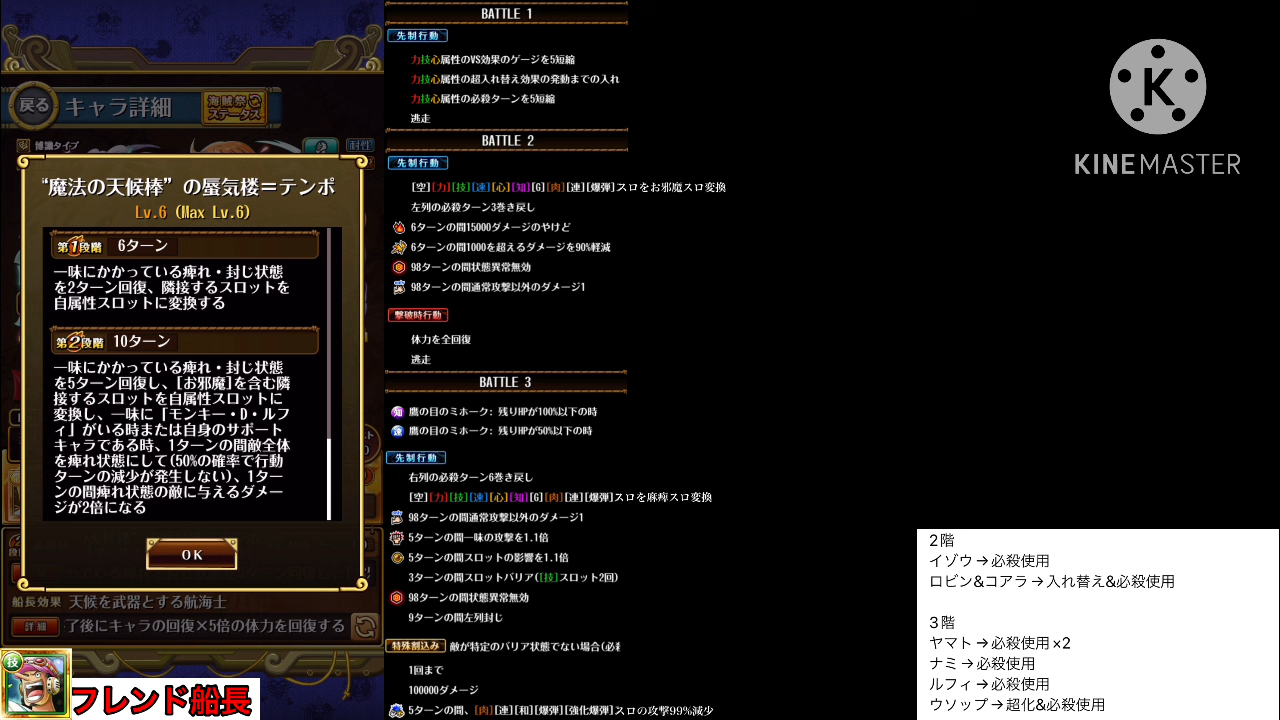 戻る キャラ詳細 海賊祭ステータス
博識タイプ 耐性
“魔法の天候棒”の蜃気楼=テンポ
Lv.6 (Max Lv.6)
第1段階 6ターン
一味にかかっている痺れ・封じ状態
を2ターン回復、隣接するスロットを
自属性スロットに変換する
第2段階 10ターン
一味にかかっている痺れ・封じ状態
を5ターン回復し、[お邪魔]を含む隣
接するスロットを自属性スロットに
変換し、一味に「モンキー・D・ルフ
ィ」がいる時または自身のサポート
キャラである時、1ターンの間敵全体
を痺れ状態にして(50%の確率で行動
ターンの減少が発生しない)、1ター
ンの間痺れ状態の敵に与えるダメー
ジが2倍になる
OK
船長効果 天候を武器とする航海士
詳細 了後にキャラの回復×5倍の体力を回復する
技
フレンド船長
BATTLE 1
先制行動
力技心属性のVS効果のゲージを5短縮
力技心属性の超入れ替え効果の発動までの入れ
力技心属性の必殺ターンを5短縮
逃走
BATTLE 2
先制行動
[空][力][技][速][心][知][G][肉][連][爆弾]スロをお邪魔スロ変換
左列の必殺ターン3巻き戻し
6ターンの間15000ダメージのやけど
6ターンの間1000を超えるダメージを90%軽減
98ターンの間状態異常無効
98ターンの間通常攻撃以外のダメージ1
撃破時行動
体力を全回復
逃走
BATTLE 3
知 鷹の目のミホーク: 残りHPが100%以下の時
速 鷹の目のミホーク: 残りHPが50%以下の時
先制行動
右列の必殺ターン6巻き戻し
[空][力][技][速][心][知][G][肉][連][爆弾]スロを麻痺スロ変換
98ターンの間通常攻撃以外のダメージ1
5ターンの間一味の攻撃を1.1倍
5ターンの間スロットの影響を1.1倍
3ターンの間スロットバリア([技]スロット2回)
98ターンの間状態異常無効
9ターンの間左列封じ
特殊割込み 敵が特定のバリア状態でない場合(必殺
1回まで
100000ダメージ
5ターンの間、[肉][連][和][爆弾][強化爆弾]スロの攻撃99%減少
KINEMASTER
2階
イゾウ→必殺使用
ロビン&コアラ→入れ替え&必殺使用
3階
ヤマト→必殺使用×2
ナミ→必殺使用
ルフィ→必殺使用
ウソップ→超化&必殺使用